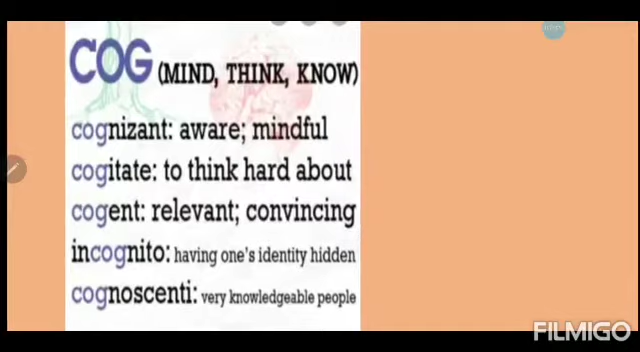 COG (MIND, THINK, KNOW)
cognizant: aware; mindful
cogitate: to think hard about
cogent: relevant; convincing
incognito: having one's identity hidden
cognoscenti: very knowledgeable people
FILMIGO